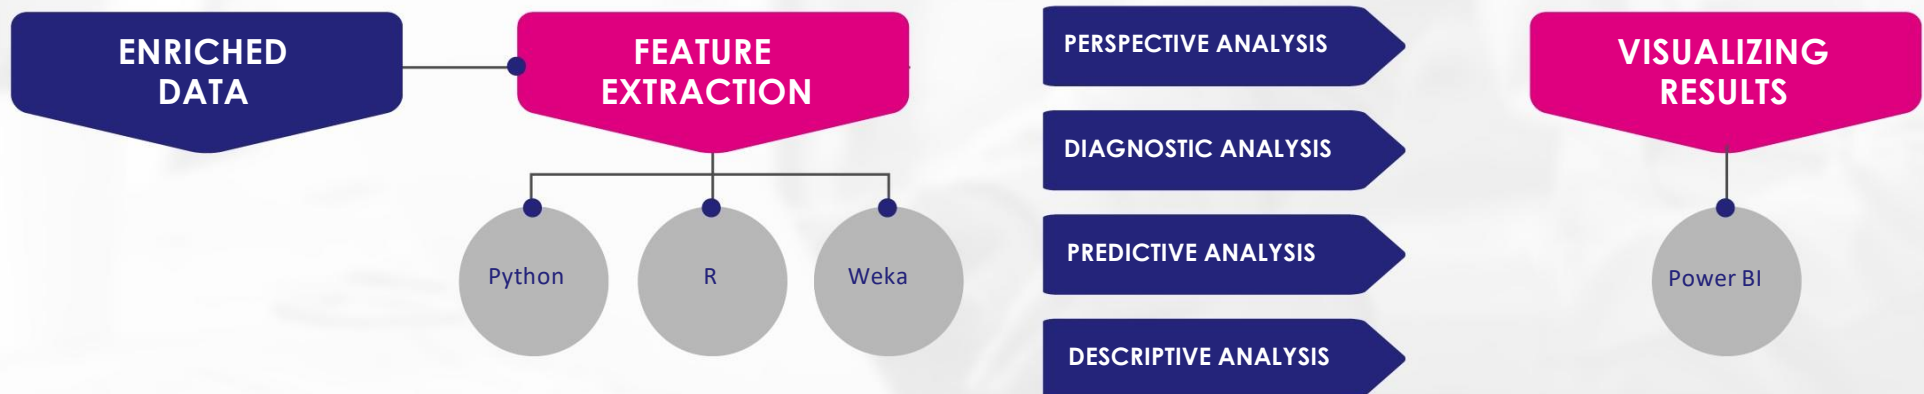 ENRICHED
DATA
FEATURE
EXTRACTION
Python
R
Weka
PERSPECTIVE ANALYSIS
DIAGNOSTIC ANALYSIS
PREDICTIVE ANALYSIS
DESCRIPTIVE ANALYSIS
VISUALIZING
RESULTS
Power BI